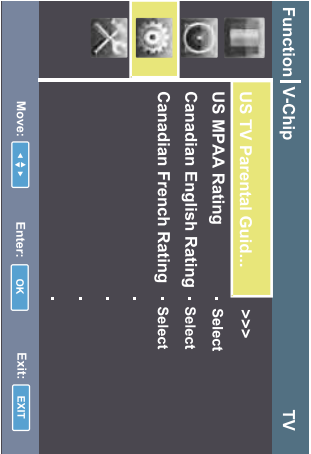 Function V-Chip TV
US TV Parental Guid... >>>
US MPAA Rating Select
Canadian English Rating Select
Canadian French Rating Select
Move: Enter: OK Exit: EXIT